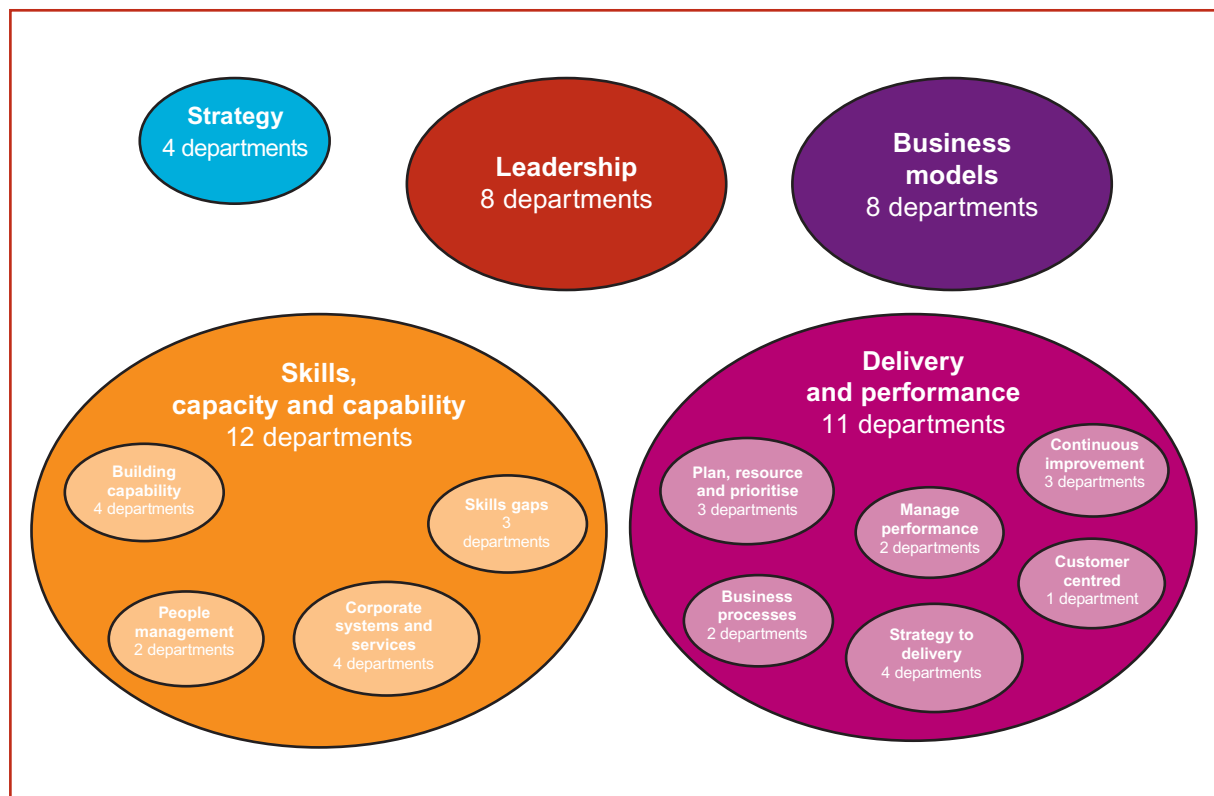 Strategy
4 departments
Leadership
8 departments
Business
models
8 departments
Skills,
capacity and capability
12 departments
Building
capability
4 departments
Skills gaps
3
departments
People
management
2 departments
Corporate
systems and
services
4 departments
Delivery
and performance
11 departments
Plan, resource
and prioritise
3 departments
Continuous
improvement
3 departments
Manage
performance
2 departments
Customer
centred
1 department
Business
processes
2 departments
Strategy to
delivery
4 departments